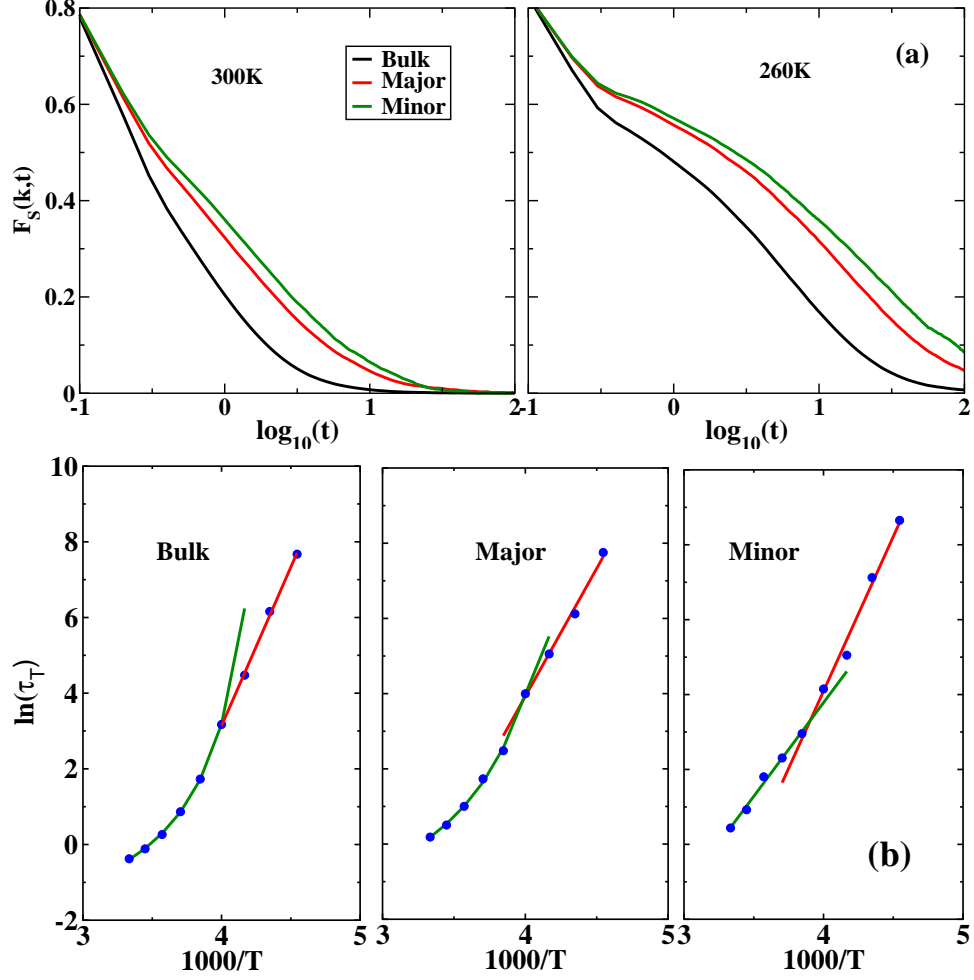 300K
Bulk
Major
Minor
260K
(a)
F_S(k,t)
0.8
0.6
0.4
0.2
0
-1 0 1 2
-1 0 1 2
log10(t)
log10(t)
Bulk
Major
Minor
(b)
ln(τ_T)
10
8
6
4
2
0
-2
3 4 5
3 4 5
3 4 5
1000/T
1000/T
1000/T